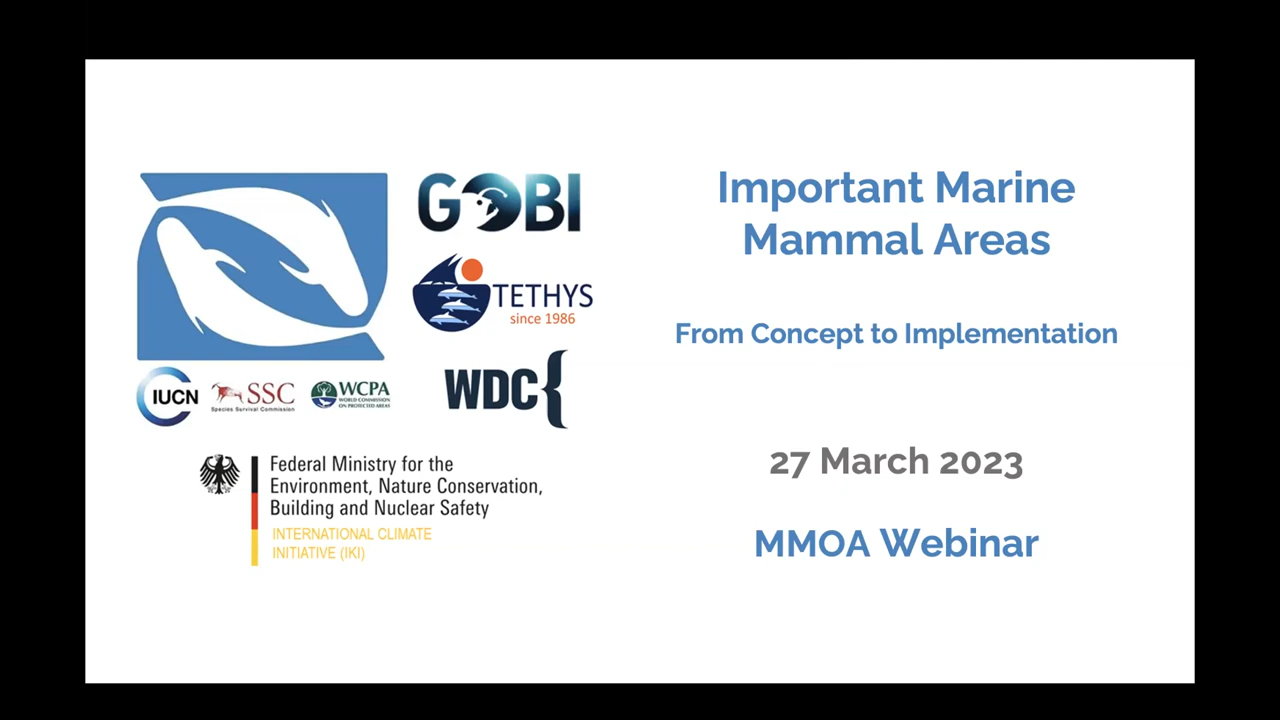 GOBI
TETHYS
since 1986
IUCN
SSC
Species Survival Commission
WCPA
WORLD COMMISSION
ON PROTECTED AREAS
WDC
Federal Ministry for the
Environment, Nature Conservation,
Building and Nuclear Safety
INTERNATIONAL CLIMATE
INITIATIVE (IKI)
Important Marine
Mammal Areas
From Concept to Implementation
27 March 2023
MMOA Webinar